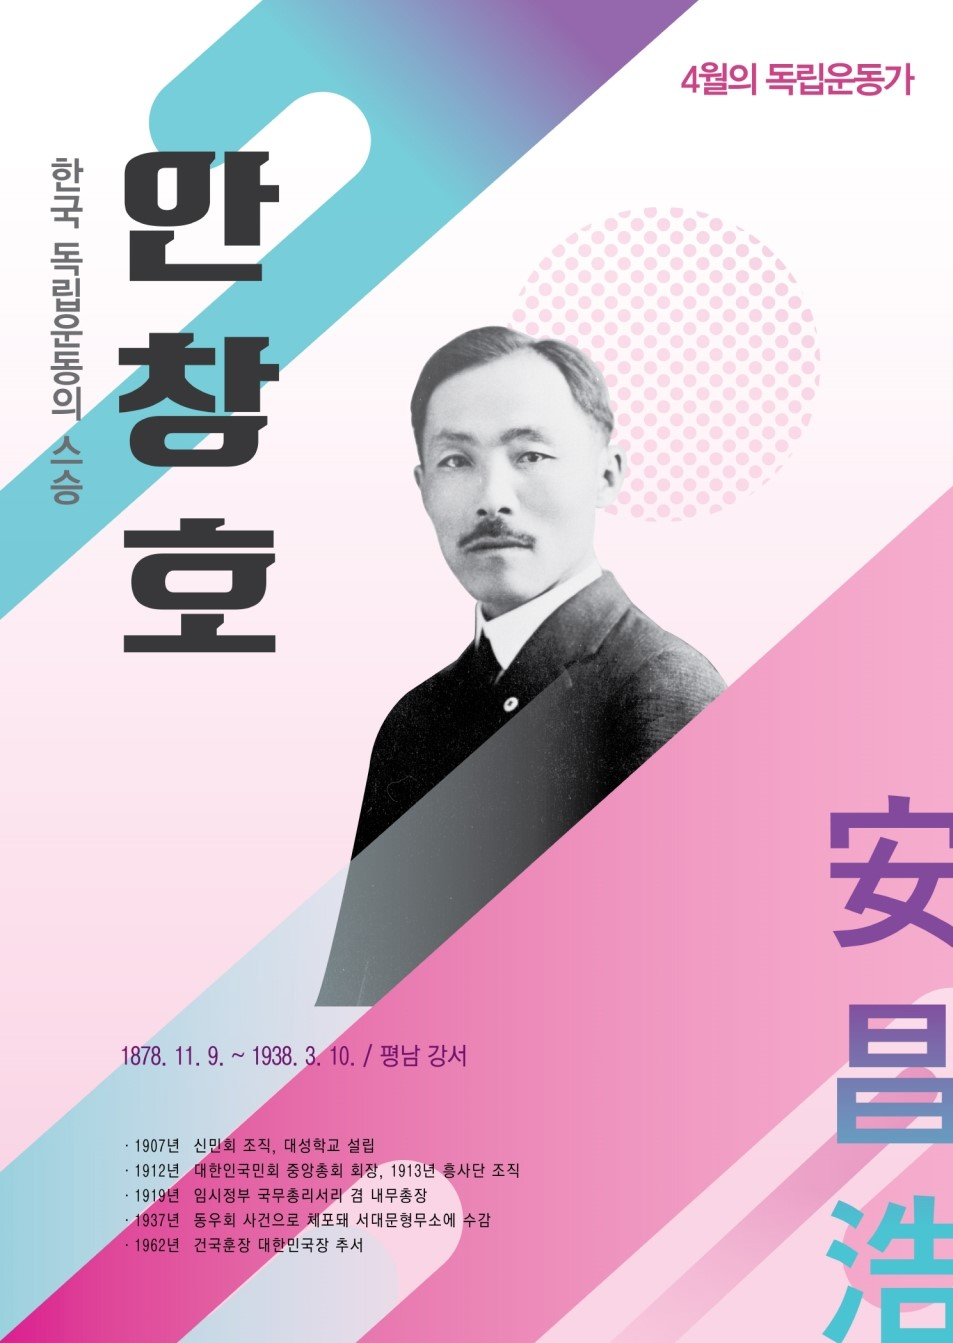 4월의 독립운동가
한국 독립운동의 스승
안창호
1878. 11. 9. ~ 1938. 3. 10. / 평남 강서
· 1907년 신민회 조직, 대성학교 설립
· 1912년 대한인국민회 중앙총회 회장, 1913년 흥사단 조직
· 1919년 임시정부 국무총리서리 겸 내무총장
· 1937년 동우회 사건으로 체포돼 서대문형무소에 수감
· 1962년 건국훈장 대한민국장 추서
安昌浩